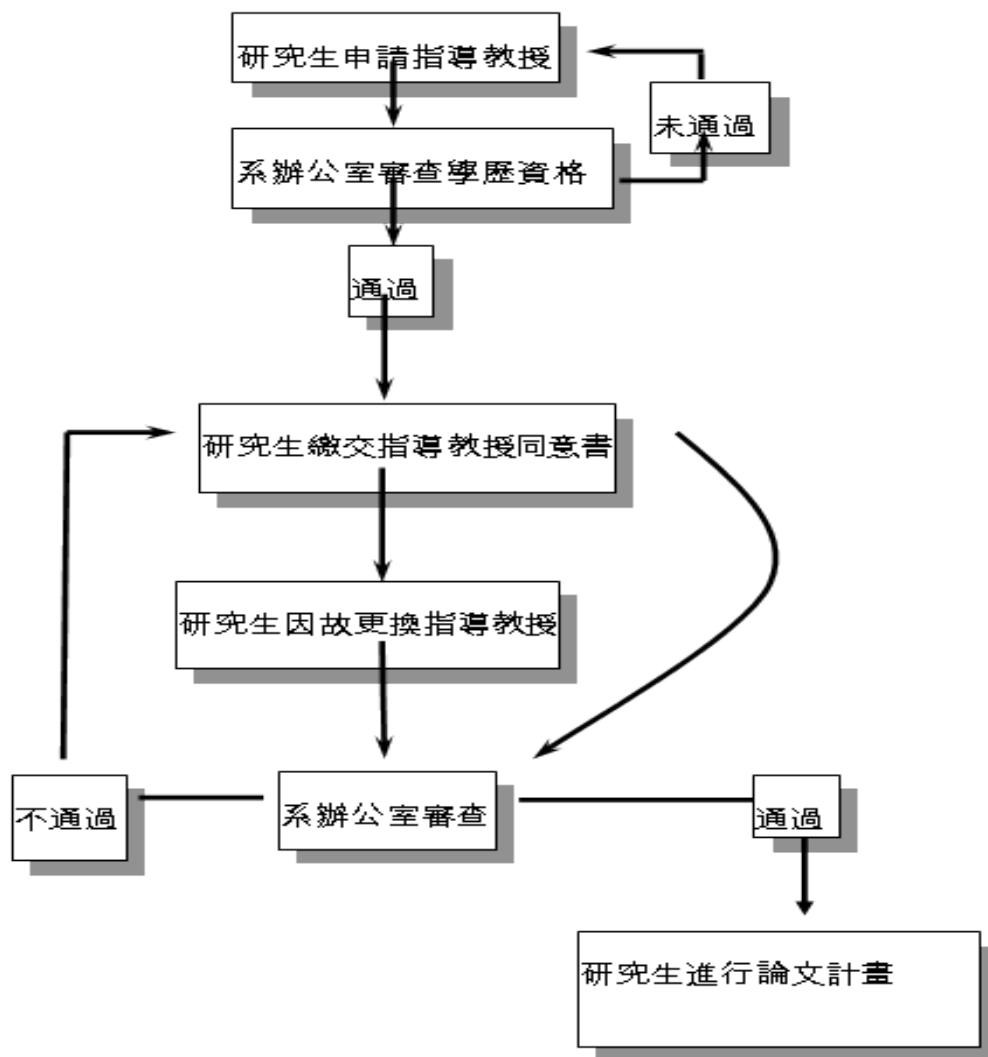 研究生申請指導教授
未通過
系辦公室審查學歷資格
通過
研究生繳交指導教授同意書
研究生因故更換指導教授
不通過
系辦公室審查
通過
研究生進行論文計畫